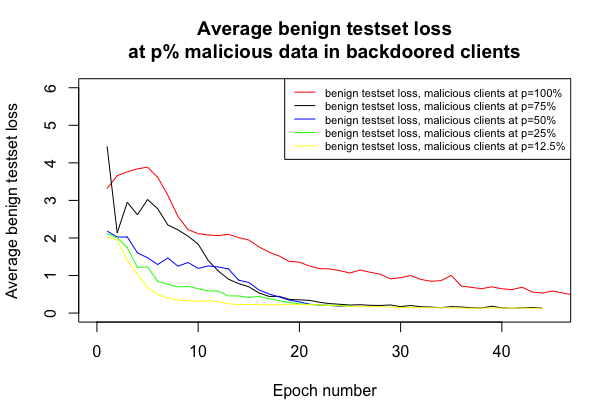 Average benign testset loss
at p% malicious data in backdoored clients
benign testset loss, malicious clients at p=100%
benign testset loss, malicious clients at p=75%
benign testset loss, malicious clients at p=50%
benign testset loss, malicious clients at p=25%
benign testset loss, malicious clients at p=12.5%
Average benign testset loss
6
5
4
3
2
1
0
0 10 20 30 40
Epoch number